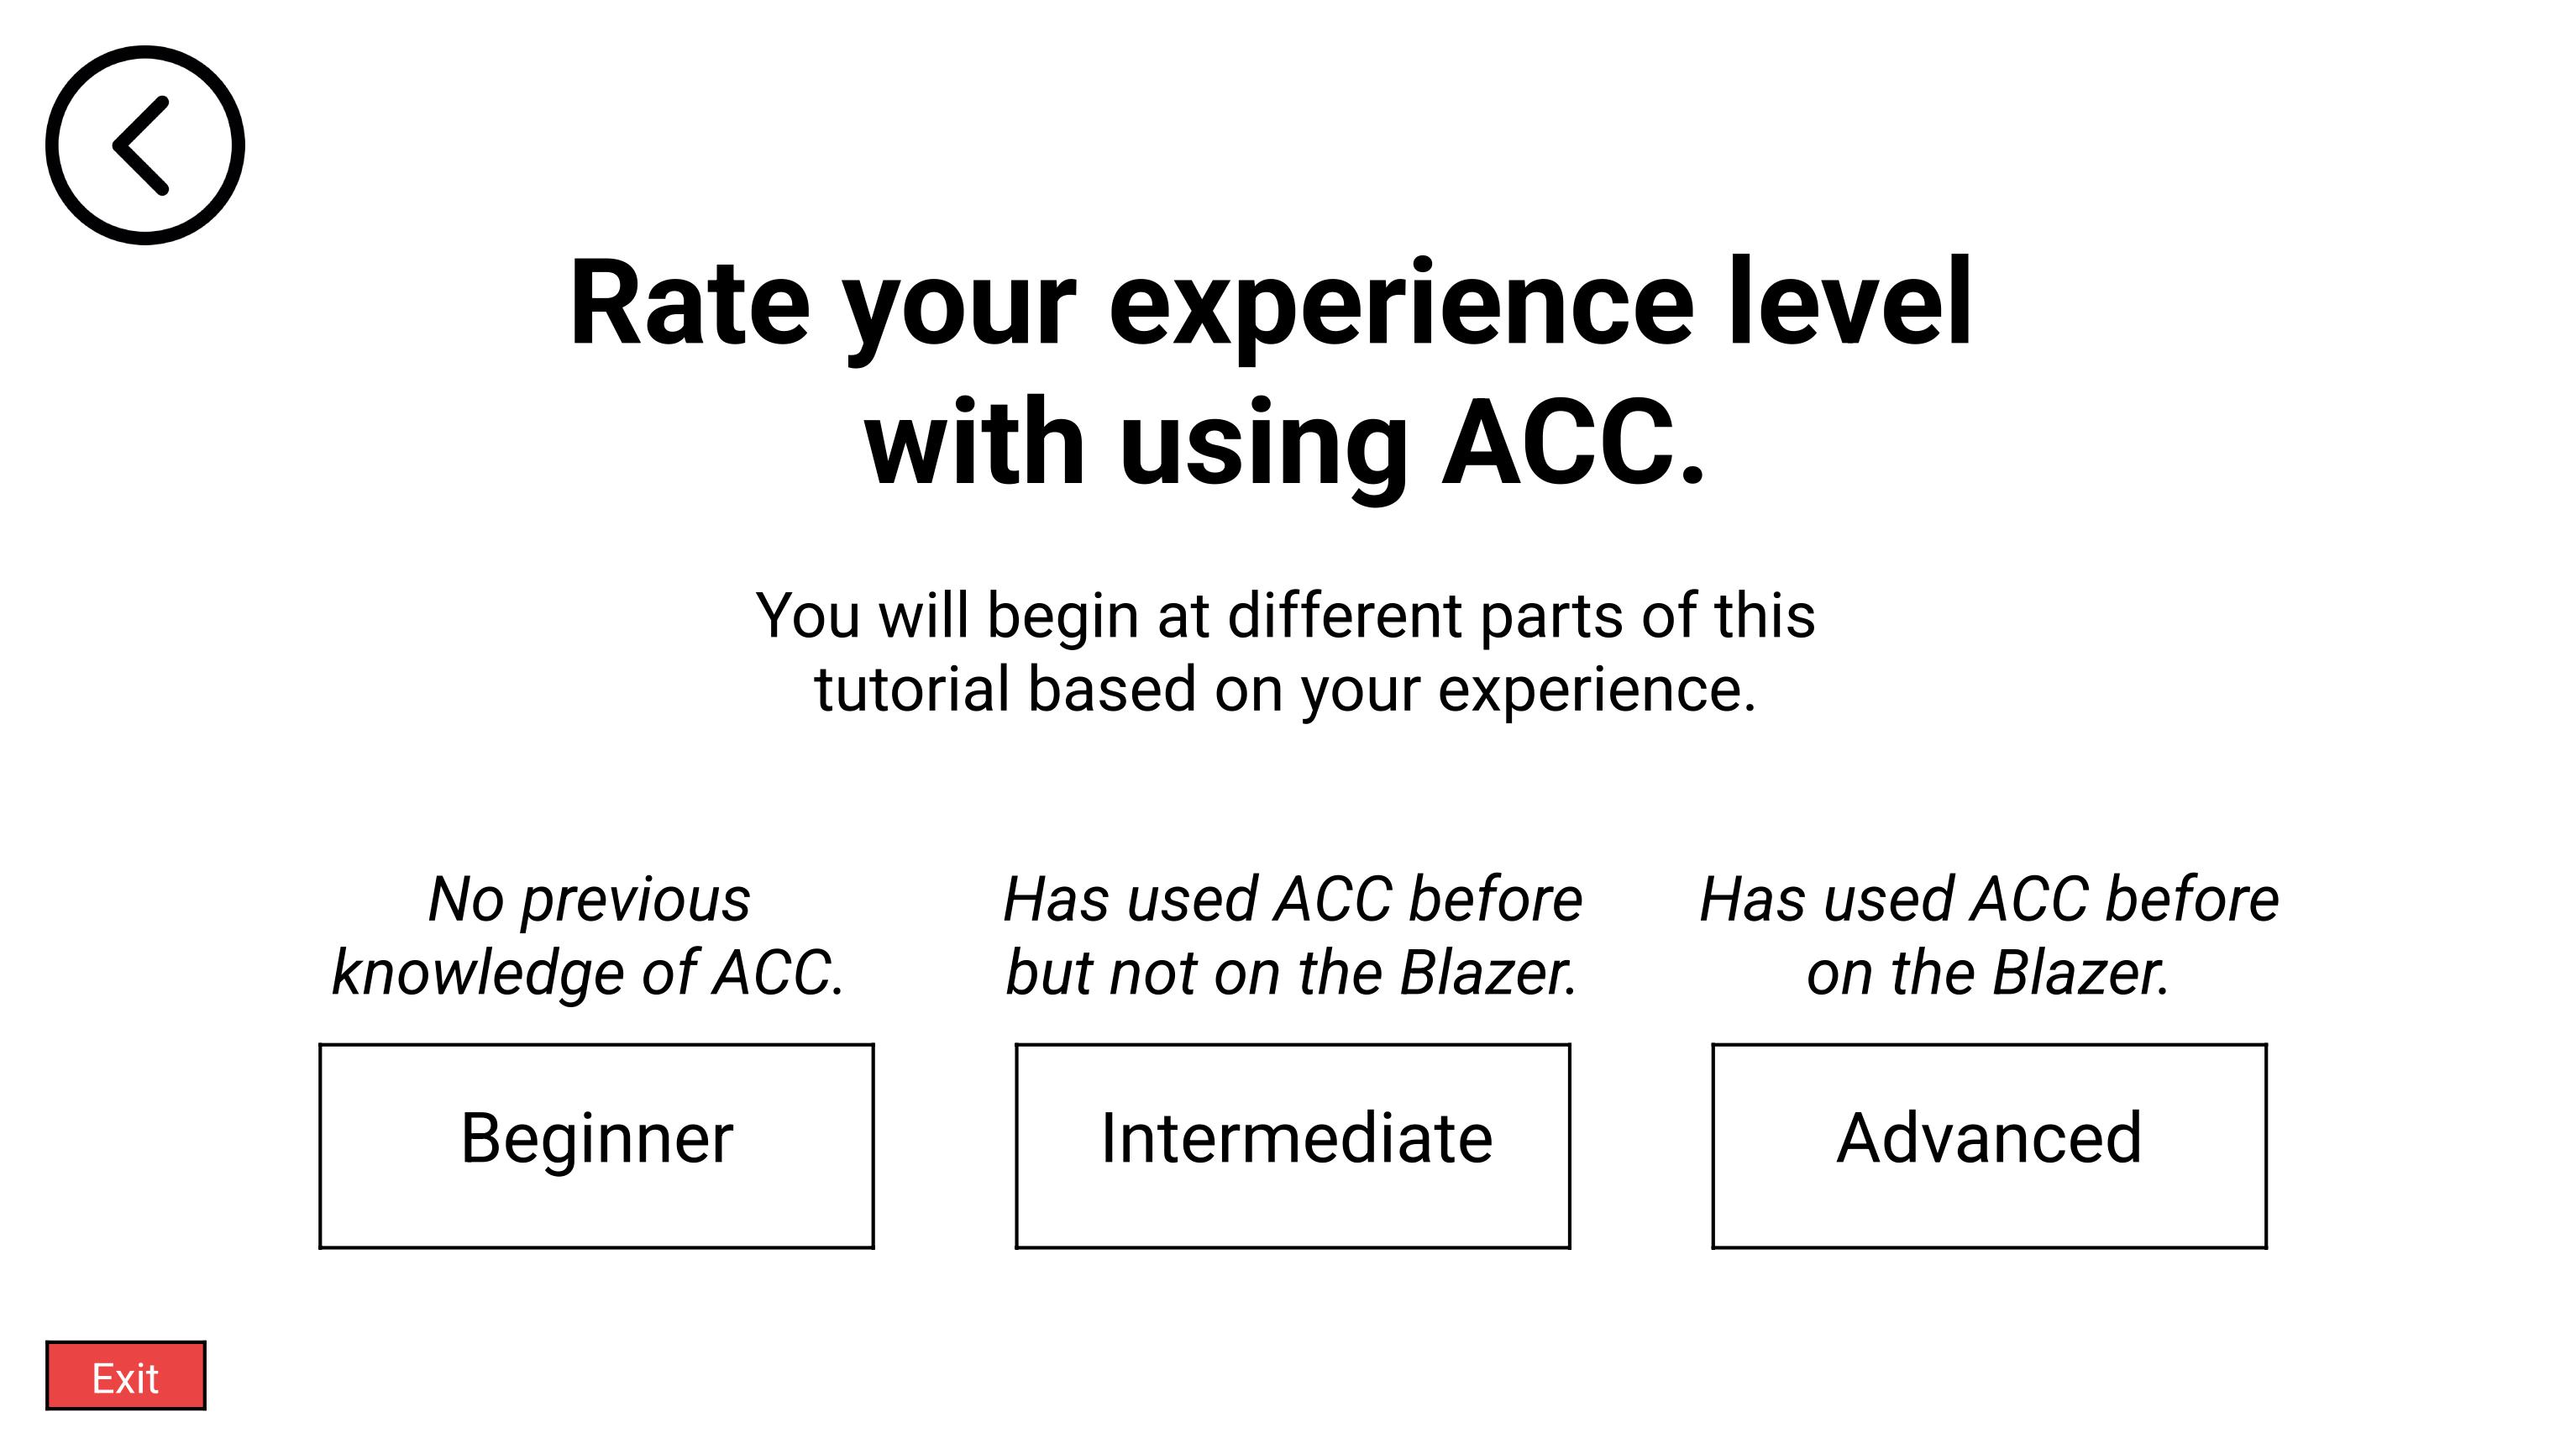 Rate your experience level
with using ACC.
You will begin at different parts of this
tutorial based on your experience.
No previous
knowledge of ACC.
Has used ACC before
but not on the Blazer.
Has used ACC before
on the Blazer.
Beginner
Intermediate
Advanced
Exit